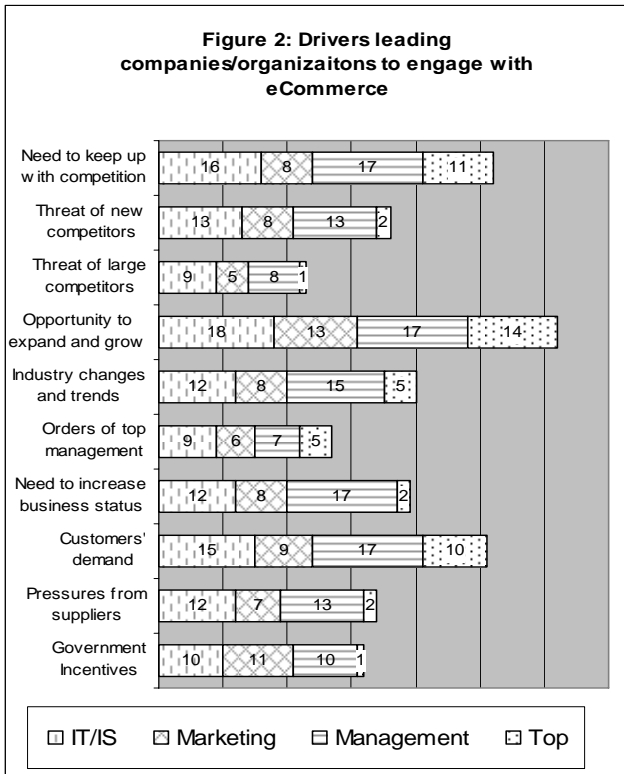 Figure 2: Drivers leading
companies/organizaitons to engage with
eCommerce
Need to keep up
with competition
16 8 17 11
Threat of new
competitors
13 8 13 2
Threat of large
competitors
9 5 8 1
Opportunity to
expand and grow
18 13 17 14
Industry changes
and trends
12 8 15 5
Orders of top
management
9 6 7 5
Need to increase
business status
12 8 17 2
Customers'
demand
15 9 17 10
Pressures from
suppliers
12 7 13 2
Government
Incentives
10 11 10 1
IT/IS Marketing Management Top